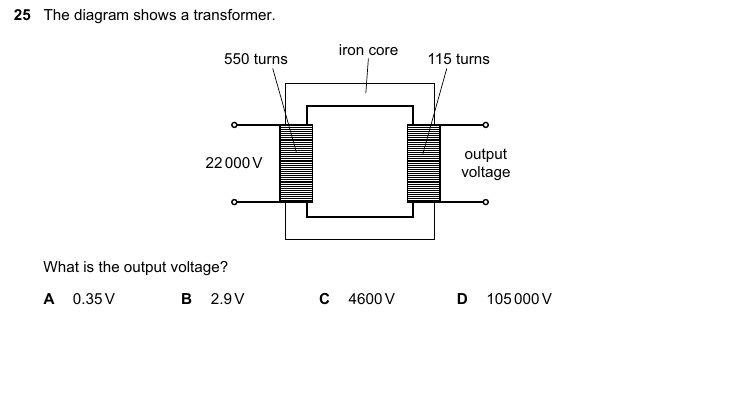 25 The diagram shows a transformer.
iron core
550 turns
115 turns
22 000 V
output
voltage
What is the output voltage?
A 0.35 V B 2.9 V C 4600 V D 105 000 V